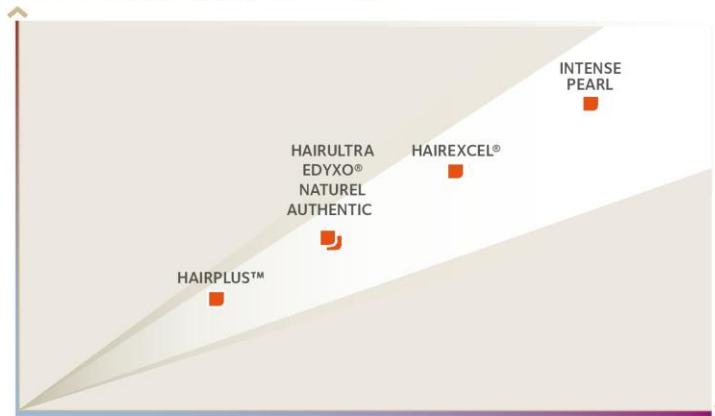 INTENSE
PEARL
HAIRULTRA
EDYXO®
NATUREL
AUTHENTIC
HAIREXCEL®
HAIRPLUS™